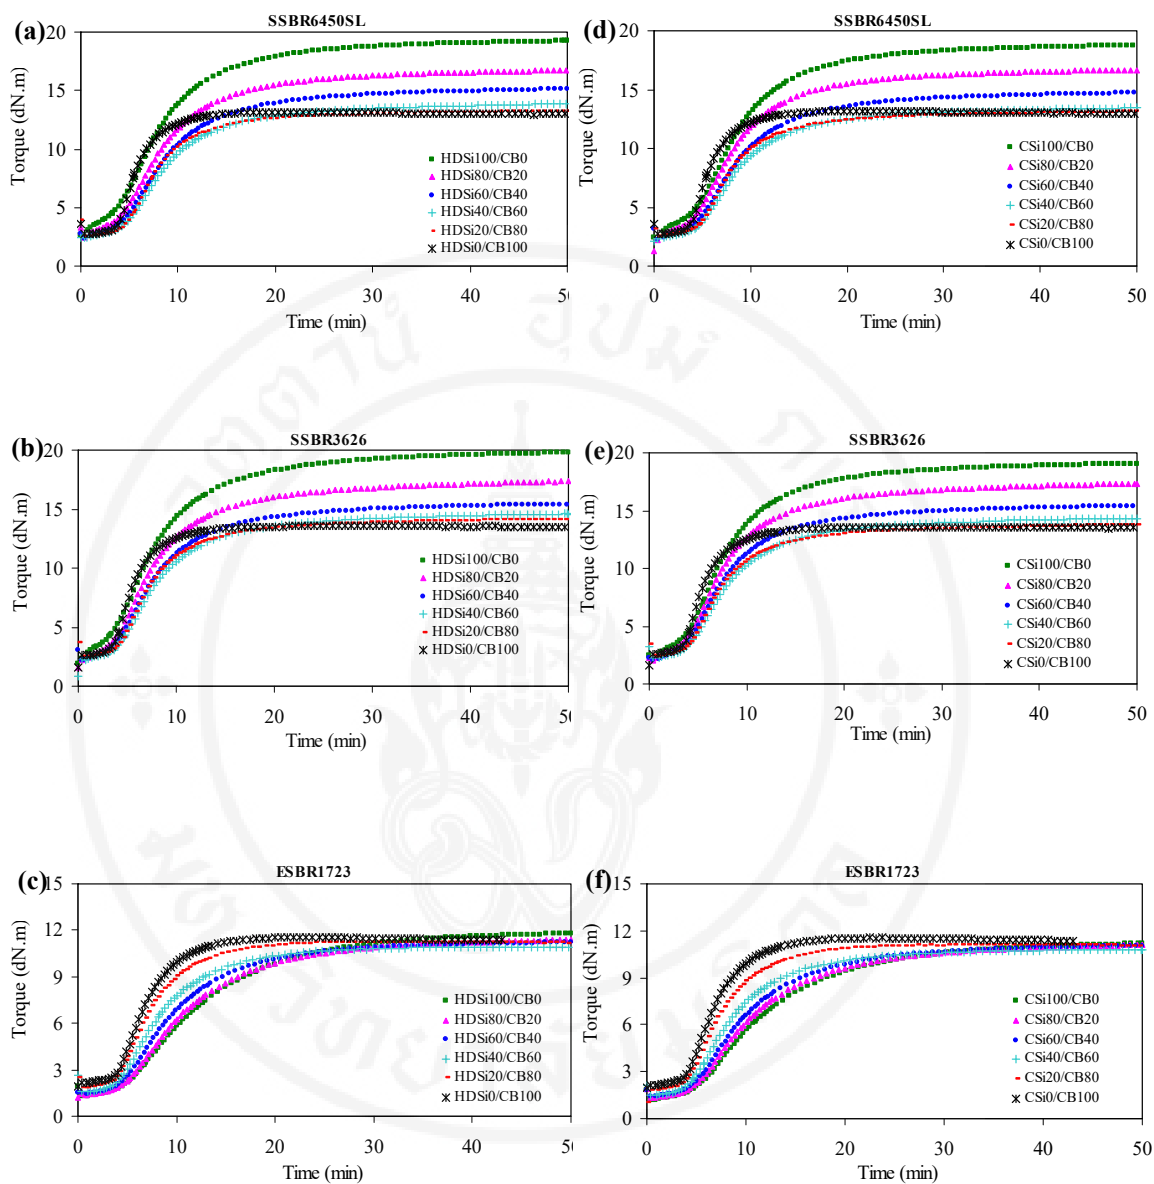 (a)
SSBR6450SL
20
15
10
5
0
Torque (dN.m)
HDSi100/CB0
HDSi80/CB20
HDSi60/CB40
HDSi40/CB60
HDSi20/CB80
HDSi0/CB100
0 10 20 30 40 50
Time (min)
(d)
SSBR6450SL
20
15
10
5
0
Torque (dN.m)
CSi100/CB0
CSi80/CB20
CSi60/CB40
CSi40/CB60
CSi20/CB80
CSi0/CB100
0 10 20 30 40 50
Time (min)
(b)
SSBR3626
20
15
10
5
0
Torque (dN.m)
HDSi100/CB0
HDSi80/CB20
HDSi60/CB40
HDSi40/CB60
HDSi20/CB80
HDSi0/CB100
0 10 20 30 40 50
Time (min)
(e)
SSBR3626
20
15
10
5
0
Torque (dN.m)
CSi100/CB0
CSi80/CB20
CSi60/CB40
CSi40/CB60
CSi20/CB80
CSi0/CB100
0 10 20 30 40 50
Time (min)
(c)
ESBR1723
15
12
9
6
3
0
Torque (dN.m)
HDSi100/CB0
HDSi80/CB20
HDSi60/CB40
HDSi40/CB60
HDSi20/CB80
HDSi0/CB100
0 10 20 30 40 50
Time (min)
(f)
ESBR1723
15
12
9
6
3
0
Torque (dN.m)
CSi100/CB0
CSi80/CB20
CSi60/CB40
CSi40/CB60
CSi20/CB80
CSi0/CB100
0 10 20 30 40 50
Time (min)